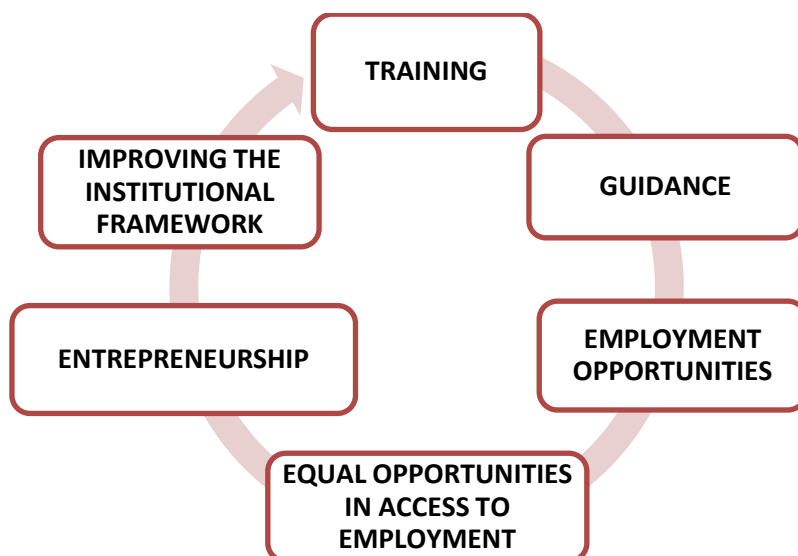 TRAINING
GUIDANCE
EMPLOYMENT
OPPORTUNITIES
EQUAL OPPORTUNITIES
IN ACCESS TO
EMPLOYMENT
ENTREPRENEURSHIP
IMPROVING THE
INSTITUTIONAL
FRAMEWORK